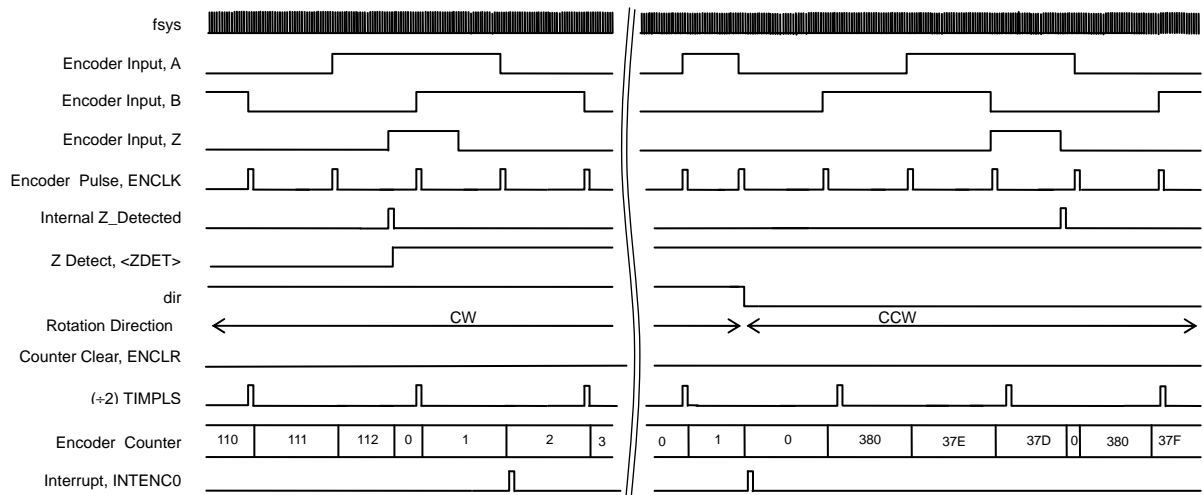 fsys
Encoder Input, A
Encoder Input, B
Encoder Input, Z
Encoder Pulse, ENCLK
Internal Z_Detected
Z Detect, <ZDET>
dir
Rotation Direction CW CCW
Counter Clear, ENCLR
(÷2) TIMPLS
Encoder Counter 110 111 112 0 1 2 3 0 1 0 380 37E 37D 0 380 37F
Interrupt, INTENC0